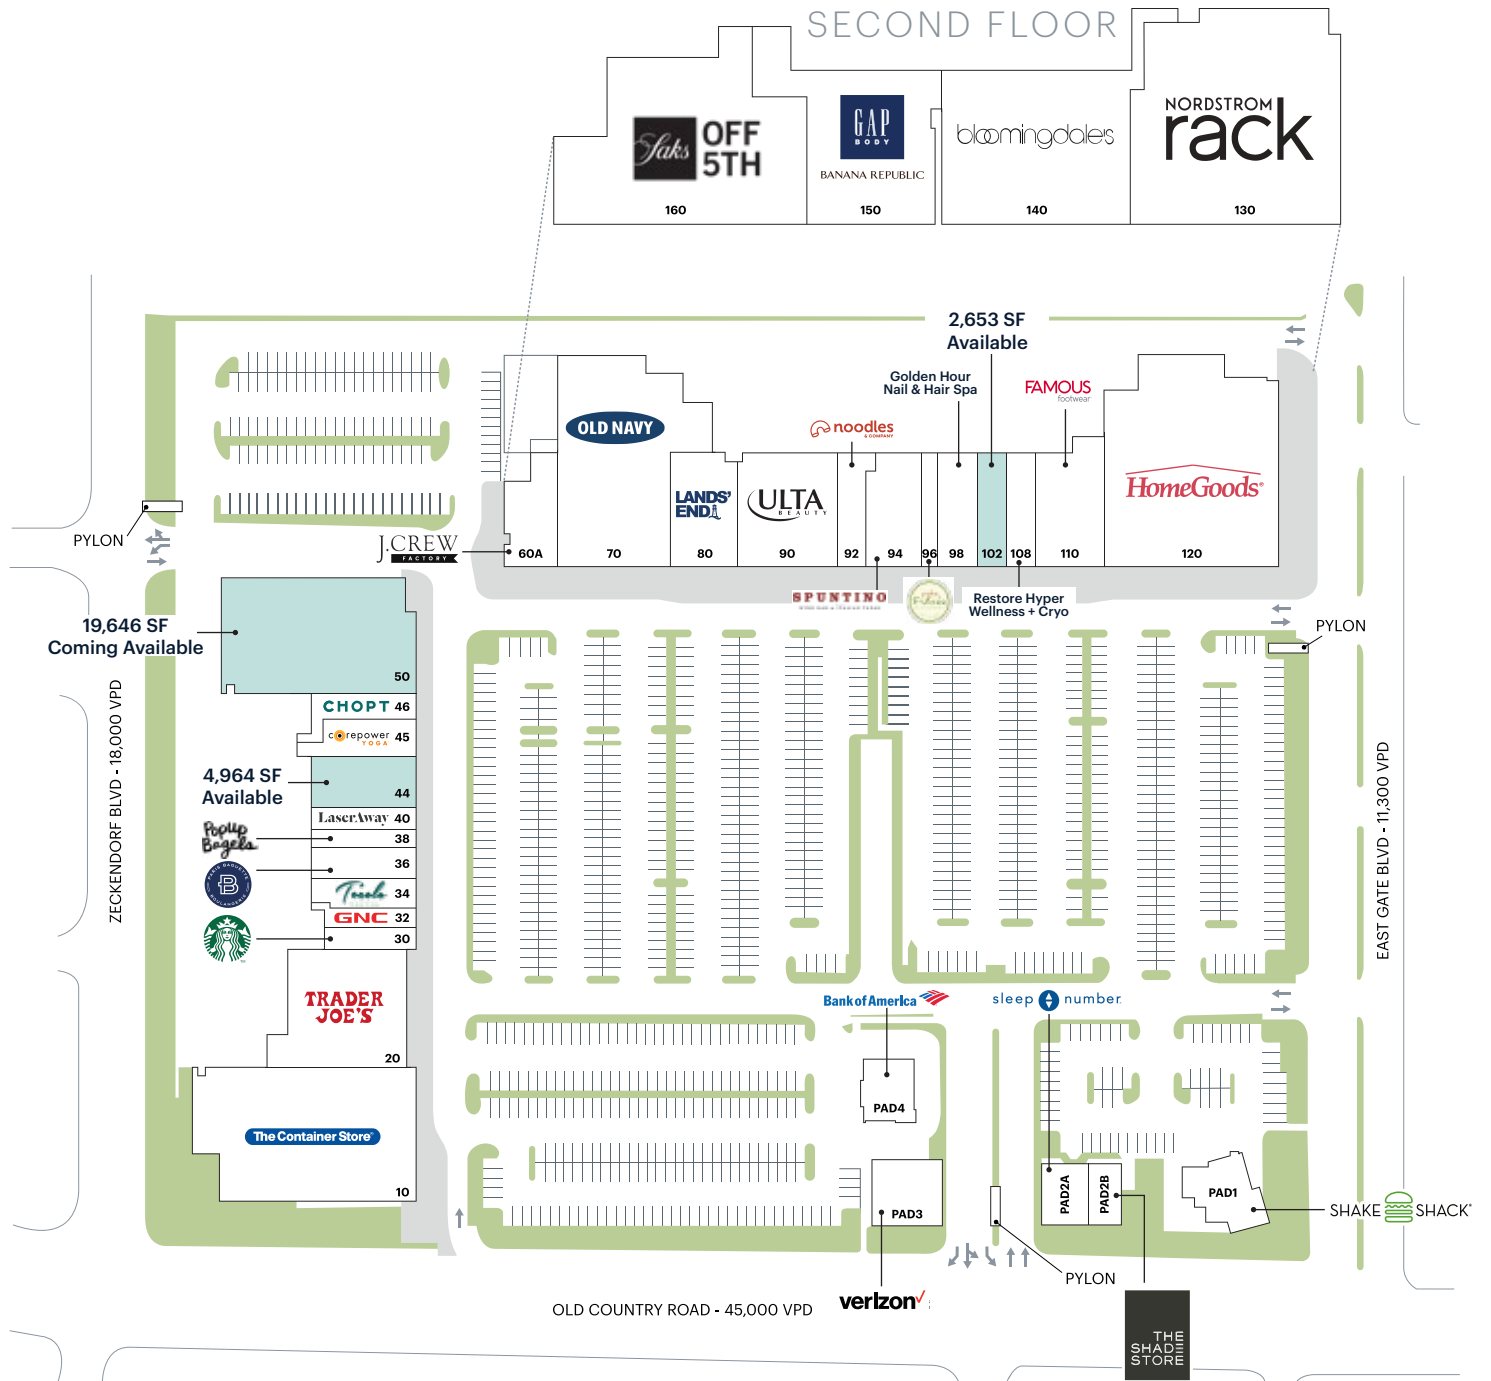 SECOND FLOOR
Saks
OFF
5TH
160
GAP
BODY
BANANA REPUBLIC
150
bloomingdale's
140
NORDSTROM
rack
130
2,653 SF
Available
Golden Hour
Nail & Hair Spa
FAMOUS
footwear
noodles
& COMPANY
OLD NAVY
LANDS'
END
ULTA
BEAUTY
HomeGoods®
J.CREW
FACTORY
60A
70
80
90
92
94
96
98
102
108
110
120
SPUNTINO
Restore Hyper
Wellness + Cryo
PYLON
PYLON
19,646 SF
Coming Available
50
CHOPT 46
corepower
YOGA
45
4,964 SF
Available
44
LaserAway 40
PopUp
Bagels
38
PARIS BAGUETTE
B
36
34
GNC 32
30
TRADER
JOE'S
20
The Container Store®
10
ZECKENDORF BLVD - 18,000 VPD
EAST GATE BLVD - 11,300 VPD
Bank of America
sleep number
PAD4
PAD3
PAD2A
PAD2B
PAD1
SHAKE SHACK®
PYLON
verizon
OLD COUNTRY ROAD - 45,000 VPD
THE
SHADE
STORE